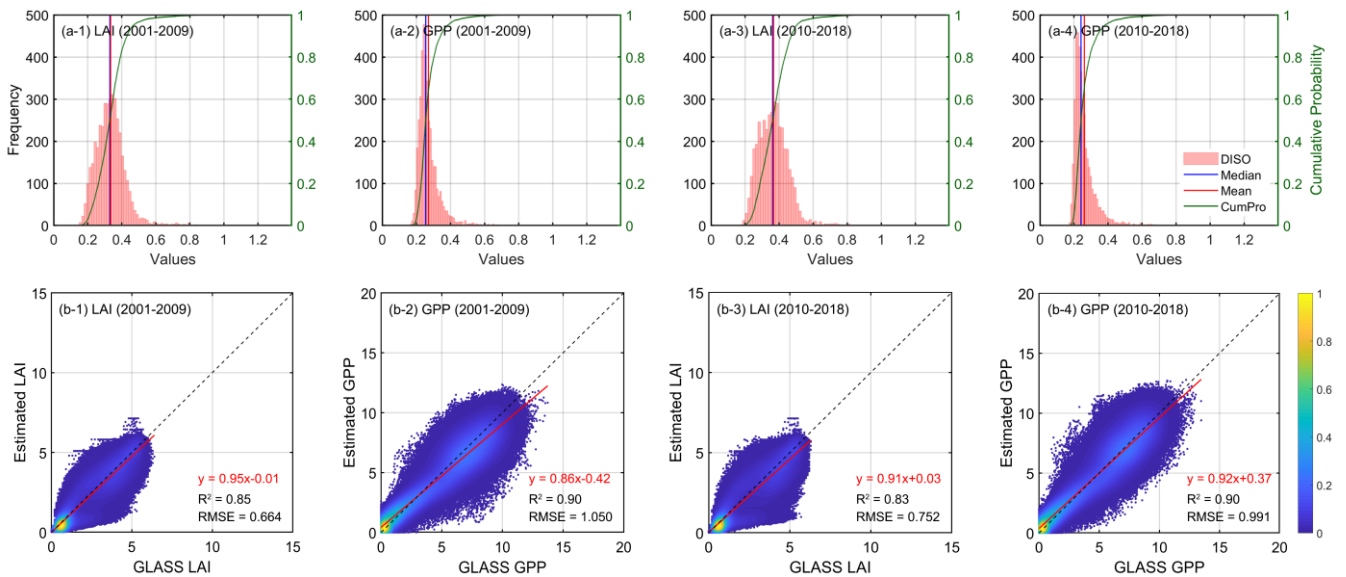 (a-1) LAI (2001-2009)
500
400
300
200
100
0
Frequency
0 0.2 0.4 0.6 0.8 1 1.2
Values
1
0.8
0.6
0.4
0.2
0
(a-2) GPP (2001-2009)
500
400
300
200
100
0
0 0.2 0.4 0.6 0.8 1 1.2
Values
1
0.8
0.6
0.4
0.2
0
(a-3) LAI (2010-2018)
500
400
300
200
100
0
0 0.2 0.4 0.6 0.8 1 1.2
Values
1
0.8
0.6
0.4
0.2
0
(a-4) GPP (2010-2018)
500
400
300
200
100
0
0 0.2 0.4 0.6 0.8 1 1.2
Values
DISO
Median
Mean
CumPro
1
0.8
0.6
0.4
0.2
0
Cumulative Probability
(b-1) LAI (2001-2009)
15
10
5
0
Estimated LAI
y = 0.95x-0.01
R² = 0.85
RMSE = 0.664
0 5 10 15
GLASS LAI
(b-2) GPP (2001-2009)
20
15
10
5
0
Estimated GPP
y = 0.86x-0.42
R² = 0.90
RMSE = 1.050
0 5 10 15 20
GLASS GPP
(b-3) LAI (2010-2018)
15
10
5
0
Estimated LAI
y = 0.91x+0.03
R² = 0.83
RMSE = 0.752
0 5 10 15
GLASS LAI
(b-4) GPP (2010-2018)
20
15
10
5
0
Estimated GPP
y = 0.92x+0.37
R² = 0.90
RMSE = 0.991
0 5 10 15 20
GLASS GPP
1
0.8
0.6
0.4
0.2
0